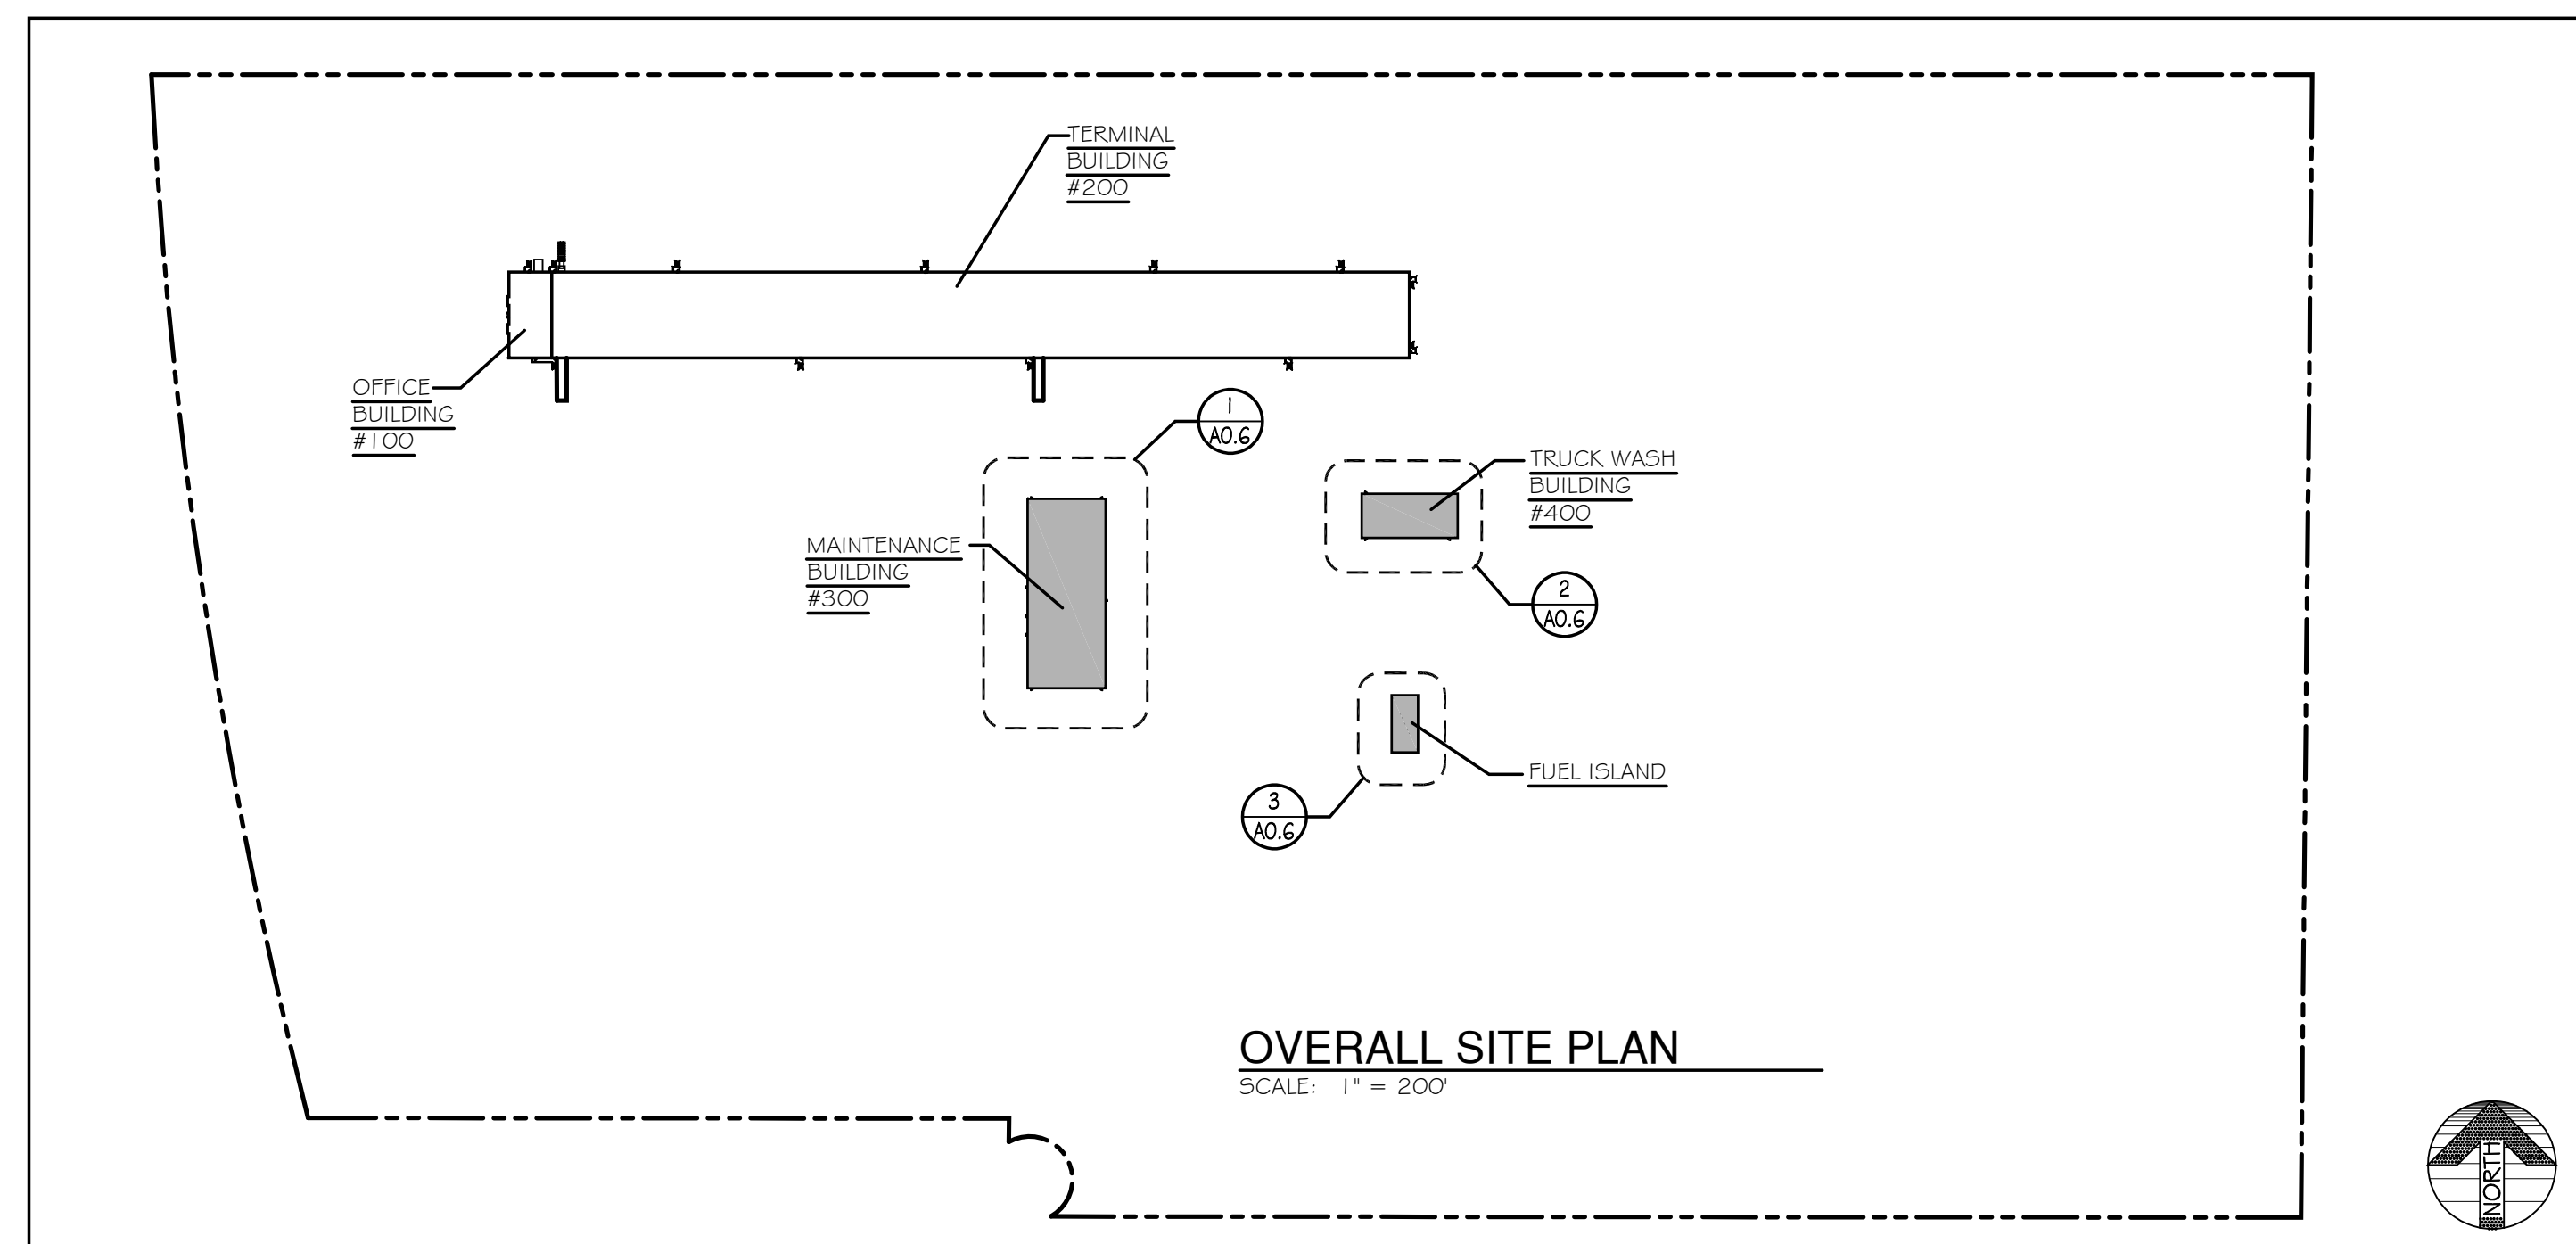 TERMINAL
BUILDING
#200
OFFICE
BUILDING
#100
1
A0.6
TRUCK WASH
BUILDING
#400
MAINTENANCE
BUILDING
#300
2
A0.6
FUEL ISLAND
3
A0.6
OVERALL SITE PLAN
SCALE: 1" = 200'
NORTH